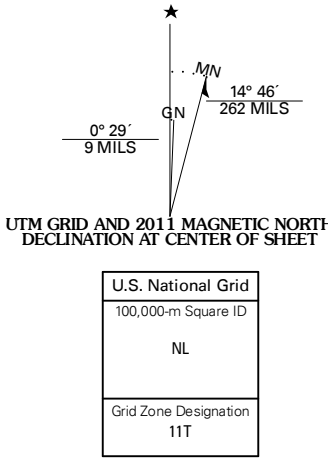 ★
MN
GN
14° 46´
262 MILS
0° 29´
9 MILS
UTM GRID AND 2011 MAGNETIC NORTH
DECLINATION AT CENTER OF SHEET
U.S. National Grid
100,000-m Square ID
NL
Grid Zone Designation
11T